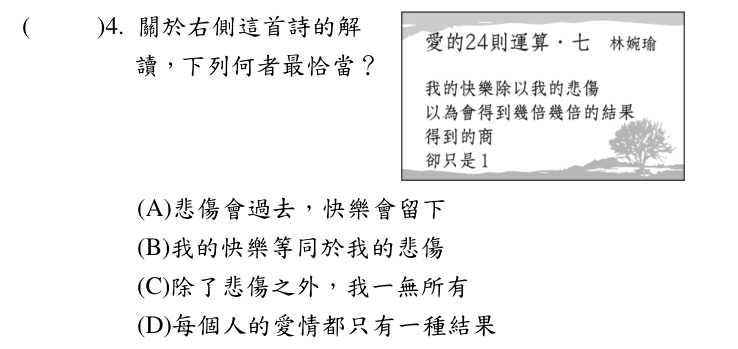 (　　)4. 關於右側這首詩的解
讀，下列何者最恰當？
愛的24則運算．七　林婉瑜
我的快樂除以我的悲傷
以為會得到幾倍幾倍的結果
得到的商
卻只是1
(A)悲傷會過去，快樂會留下
(B)我的快樂等同於我的悲傷
(C)除了悲傷之外，我一無所有
(D)每個人的愛情都只有一種結果